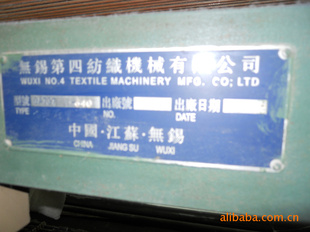 無錫第四紡織機械有限公司
WUXI NO.4 TEXTILE MACHINERY MFG. CO; LTD
型號 出廠號 出廠日期
TYPE NO. DATE
中國·江蘇·無錫
CHINA JIANGSU WUXI
alibaba.com.cn